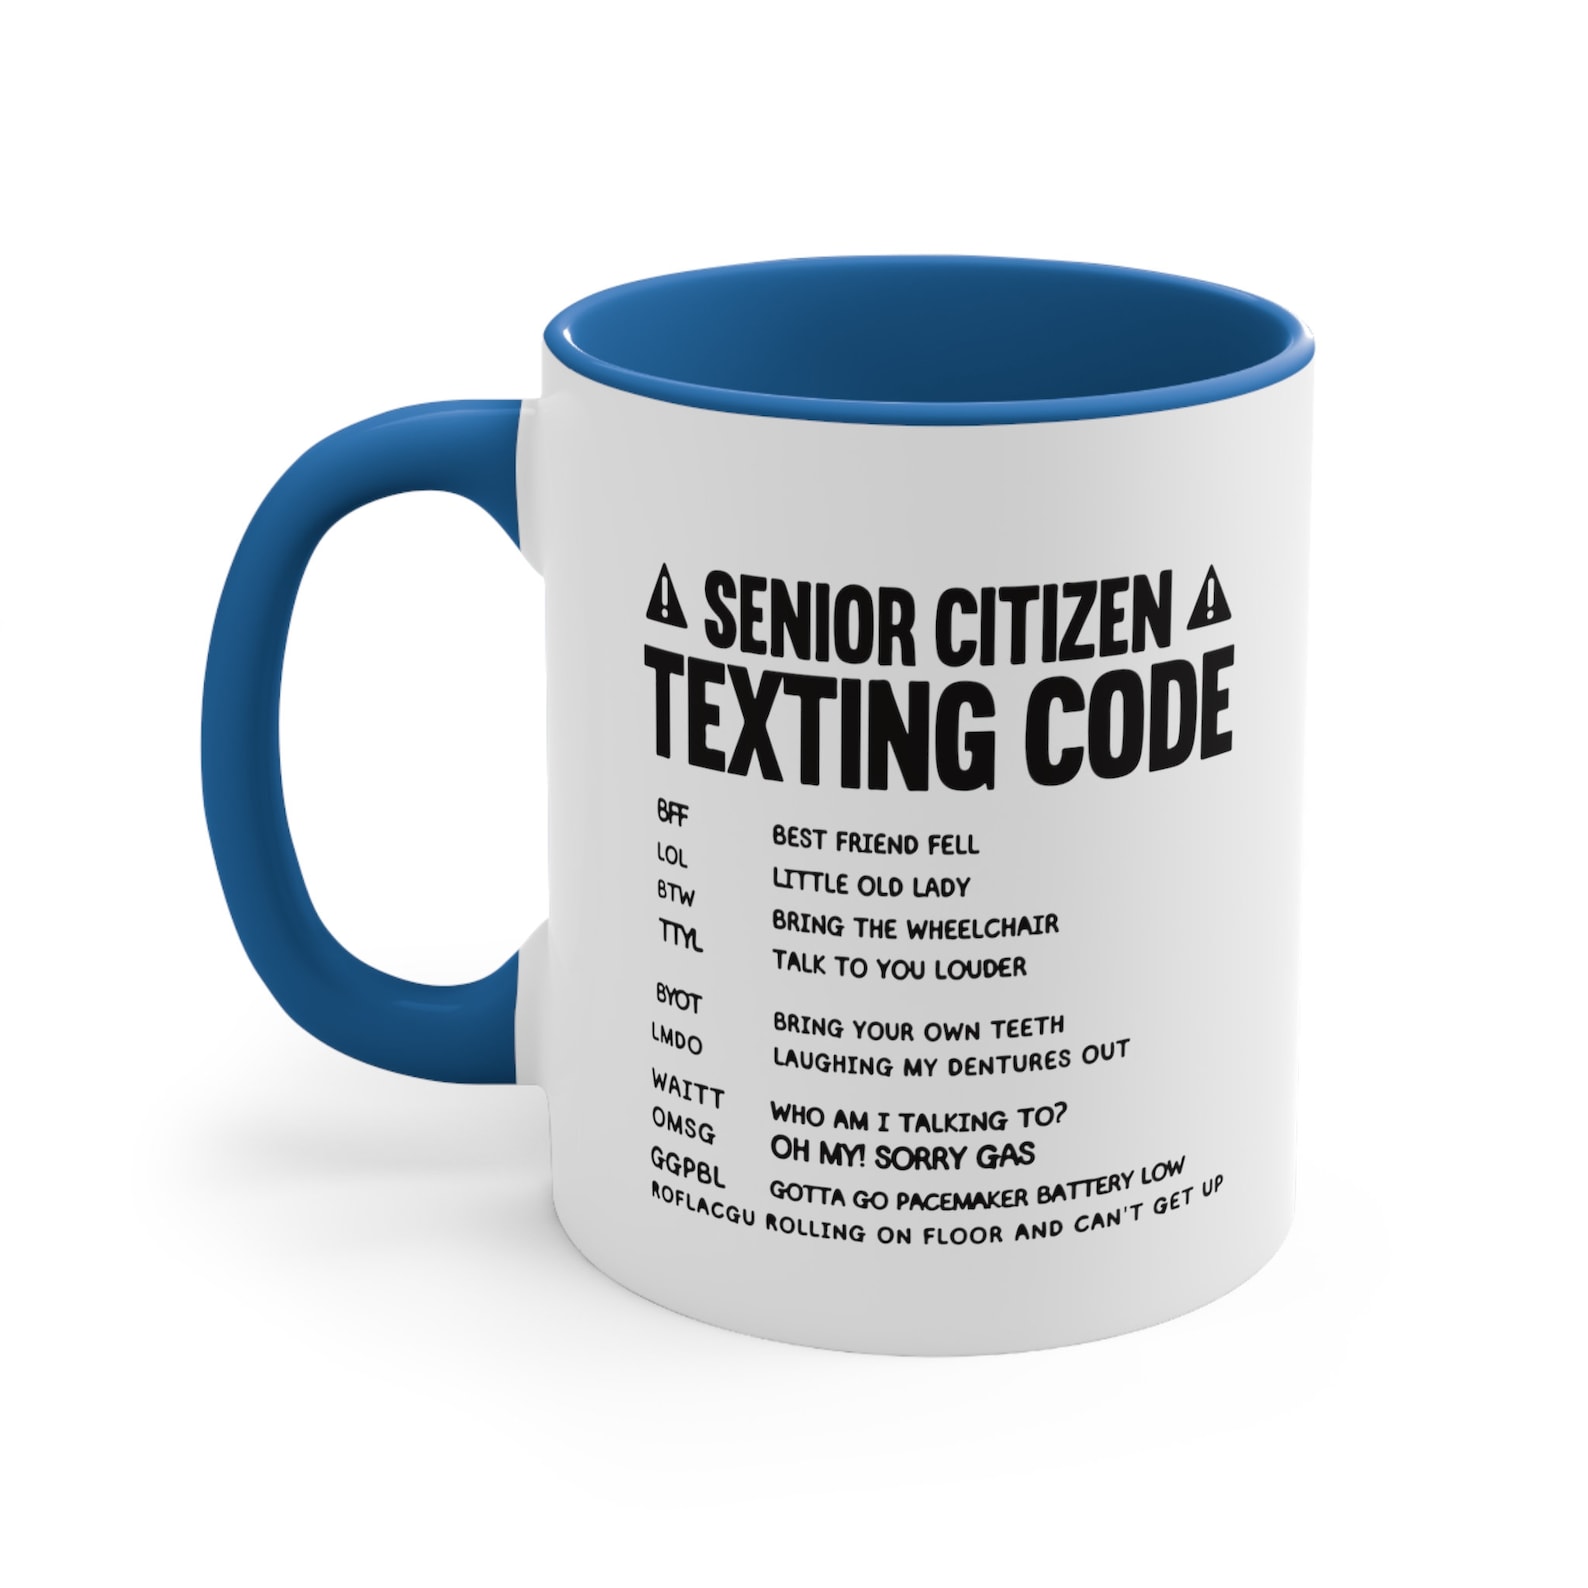 SENIOR CITIZEN
TEXTING CODE
BFF BEST FRIEND FELL
LOL LITTLE OLD LADY
BTW BRING THE WHEELCHAIR
TTYL TALK TO YOU LOUDER
BYOT BRING YOUR OWN TEETH
LMDO LAUGHING MY DENTURES OUT
WAITT WHO AM I TALKING TO?
OMSG OH MY! SORRY GAS
GGPBL GOTTA GO PACEMAKER BATTERY LOW
ROFLACGU ROLLING ON FLOOR AND CAN'T GET UP